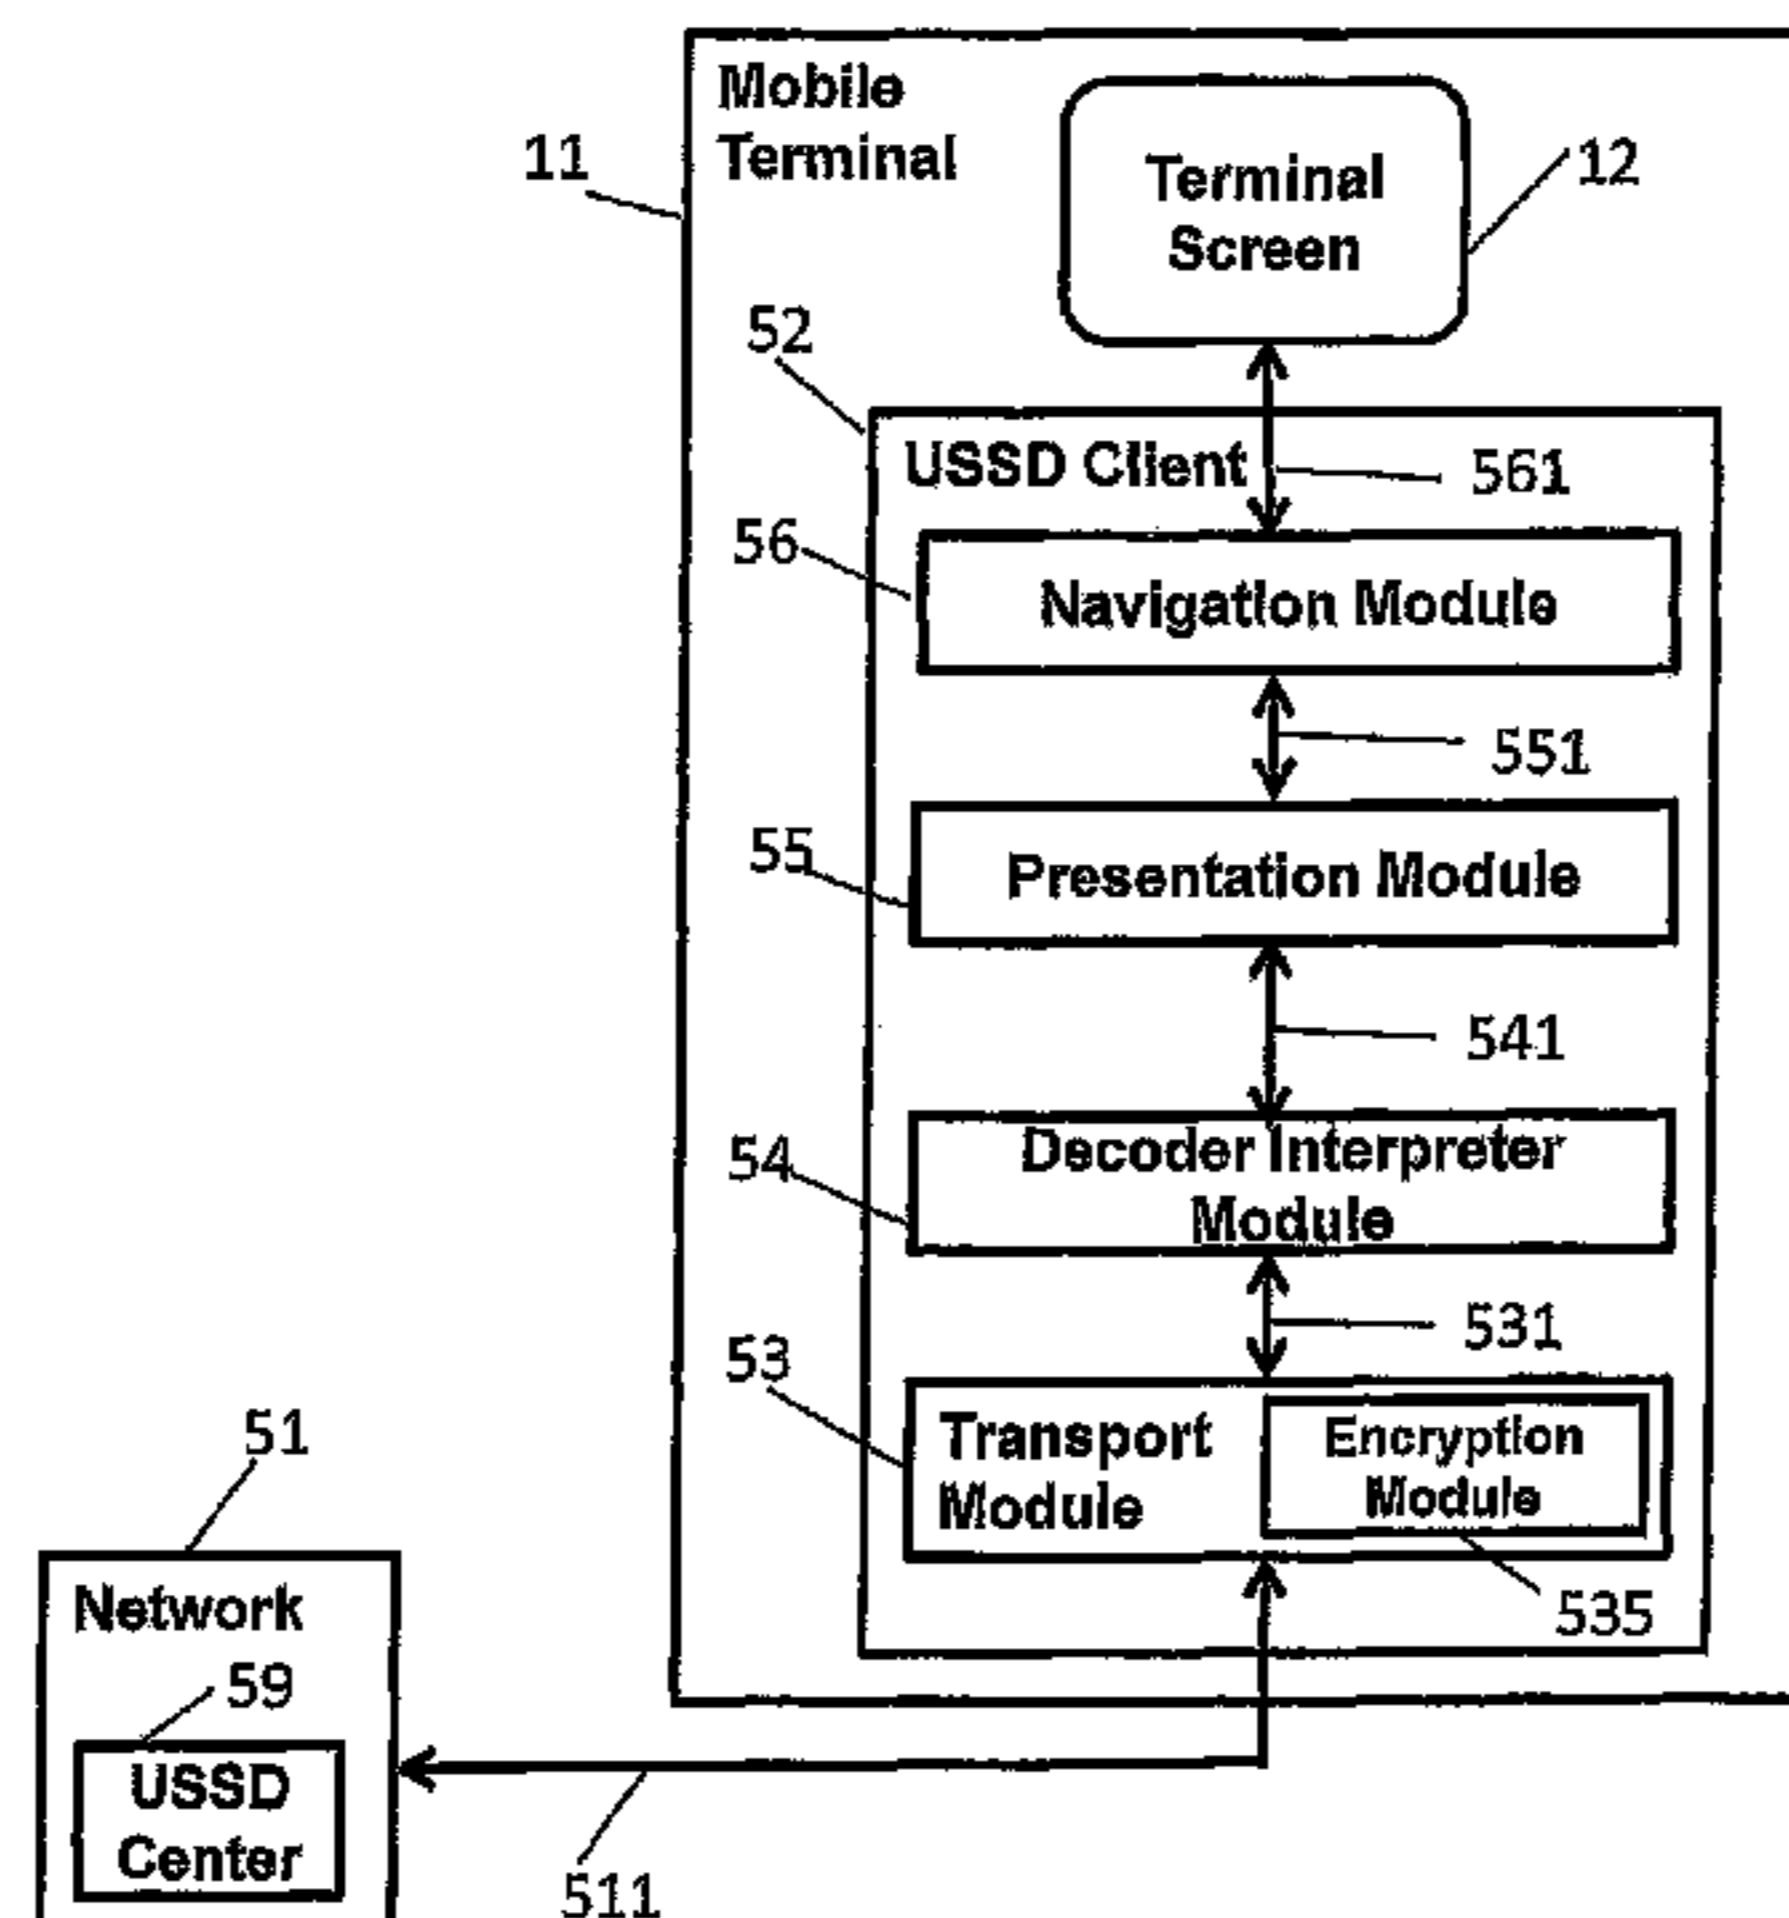 Mobile
Terminal
11
Terminal
Screen
12
52
USSD Client
561
56
Navigation Module
551
55
Presentation Module
541
54
Decoder Interpreter
Module
531
53
Transport
Module
Encryption
Module
535
51
Network
59
USSD
Center
511